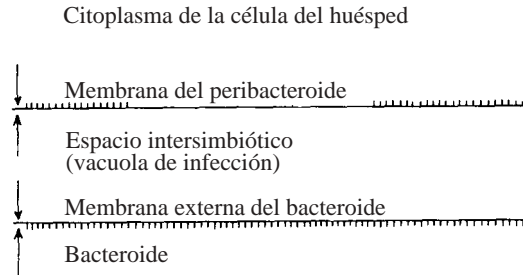 Citoplasma de la célula del huésped
Membrana del peribacteroide
Espacio intersimbiótico
(vacuola de infección)
Membrana externa del bacteroide
Bacteroide